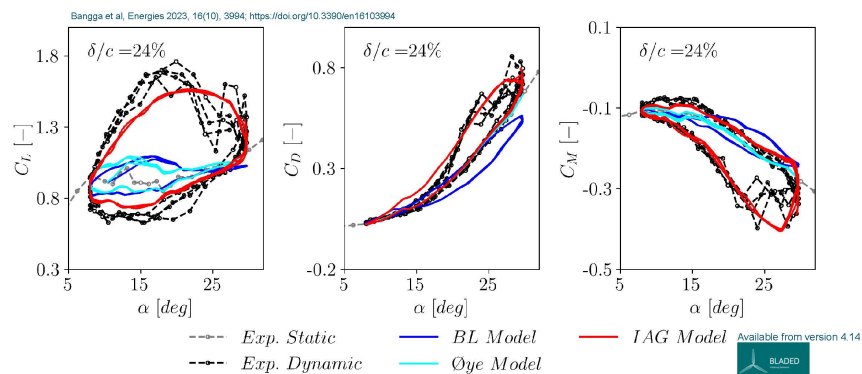 Bangga et al, Energies 2023, 16(10), 3994; https://doi.org/10.3390/en16103994
δ/c =24%
1.8
1.3
0.8
0.3
C_L [−]
5 15 25
α [deg]
δ/c =24%
0.8
0.3
-0.2
C_D [−]
5 15 25
α [deg]
δ/c =24%
-0.1
-0.1
-0.3
-0.5
C_M [−]
5 15 25
α [deg]
Exp. Static
Exp. Dynamic
BL Model
Øye Model
IAG Model
Available from version 4.14
BLADED